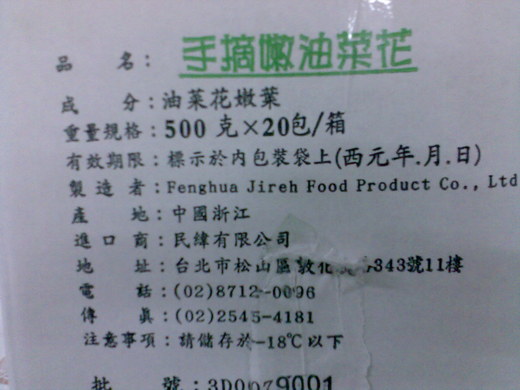 品 名: 手摘嫩油菜花
成 分:油菜花嫩葉
重量規格:500 克×20包/箱
有效期限:標示於內包裝袋上(西元年.月.日)
製造者:Fenghua Jireh Food Product Co., Ltd
產 地:中國浙江
進口商:民緯有限公司
地 址:台北市松山區敦化 343號11樓
電 話:(02)8712-0096
傳 真:(02)2545-4181
注意事項:請儲存於-18℃以下
批 號: